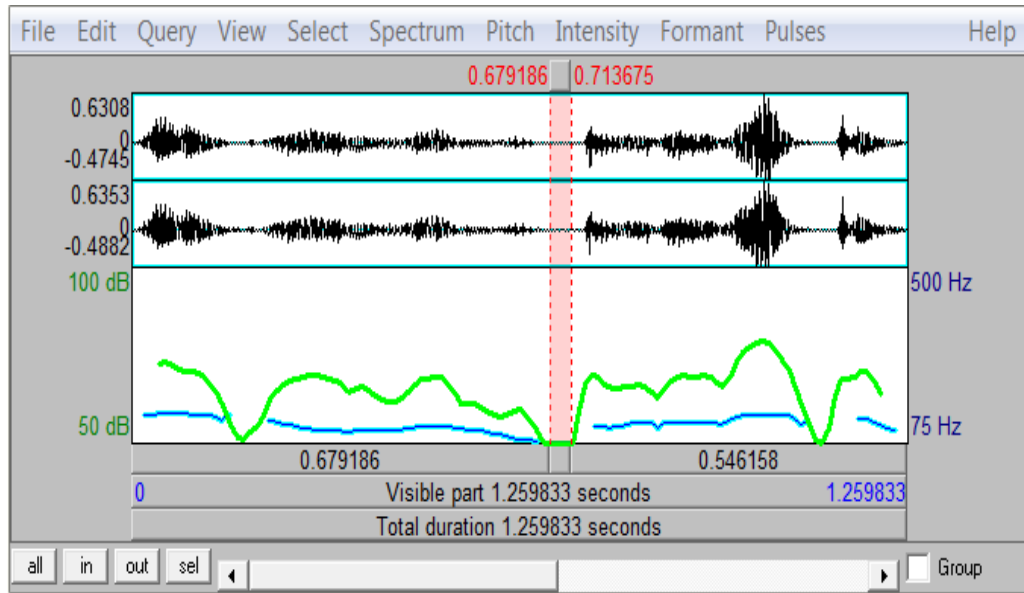 File Edit Query View Select Spectrum Pitch Intensity Formant Pulses Help
0.679186 0.713675
0.6308
0
-0.4745
0.6353
0
-0.4882
100 dB 500 Hz
50 dB 75 Hz
0.679186 0.546158
0 Visible part 1.259833 seconds 1.259833
Total duration 1.259833 seconds
all in out sel Group